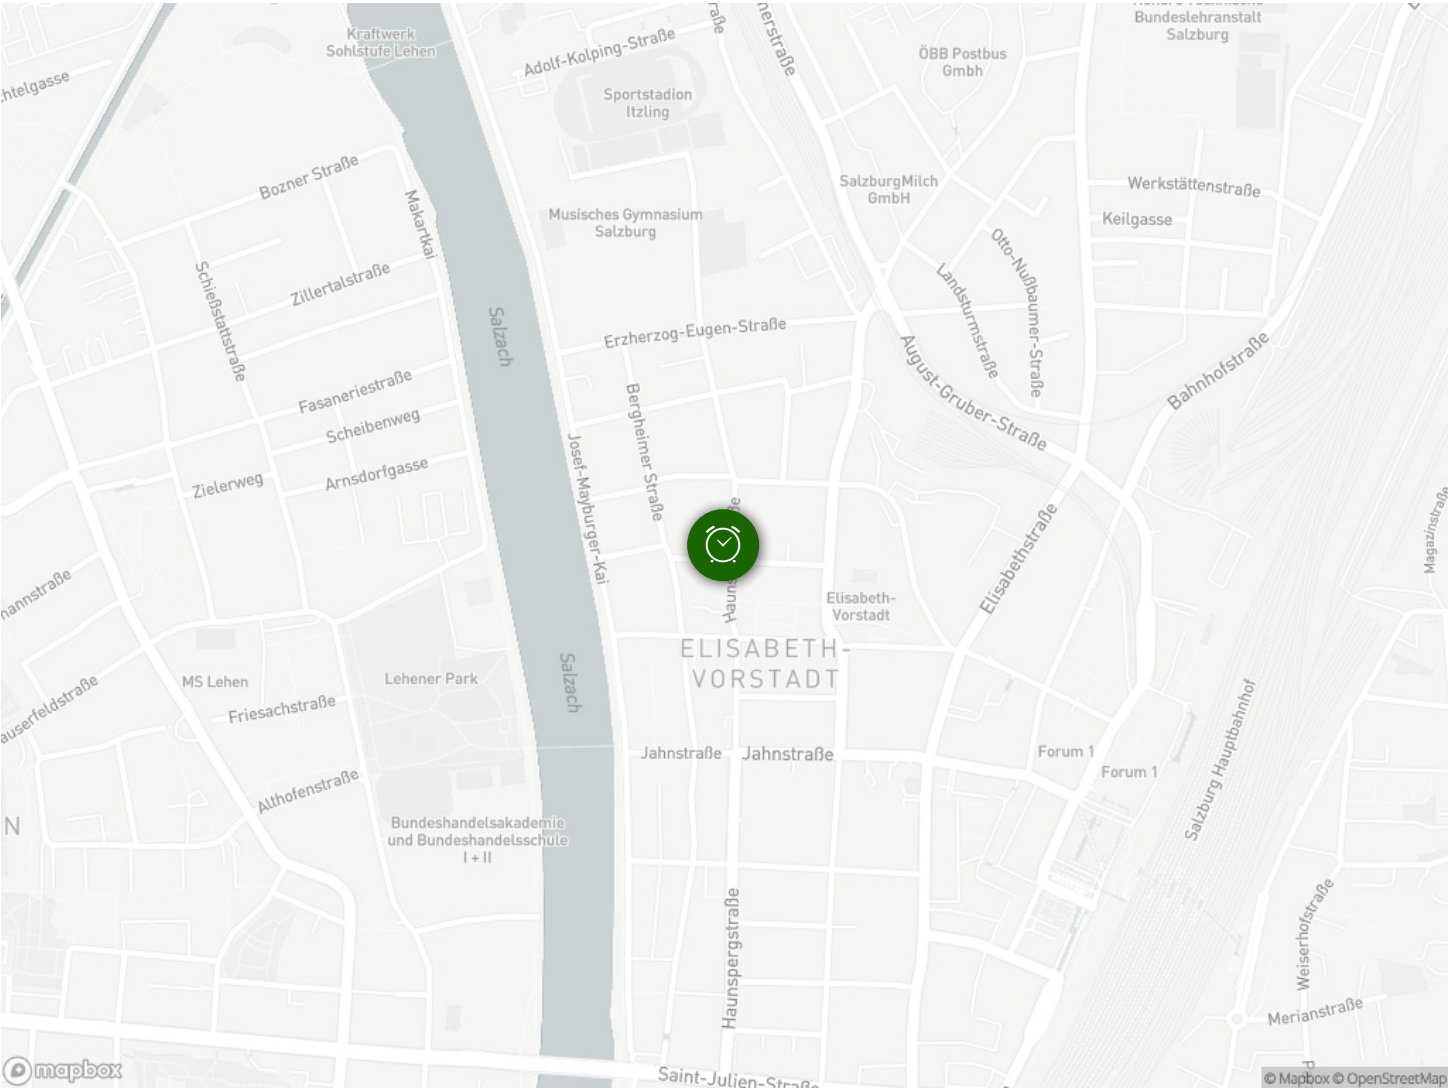 Kraftwerk
Sohlstufe Lehen
Adolf-Kolping-Straße
Sportstadion
Itzling
ÖBB Postbus
Gmbh
Bundeslehranstalt
Salzburg
SalzburgMilch
GmbH
Werkstättenstraße
Keilgasse
Bozner Straße
Makartkai
Musisches Gymnasium
Salzburg
Otto-Nußbaumer-Straße
Landsturmstraße
Schießstattstraße
Zillertalstraße
Salzach
Erzherzog-Eugen-Straße
August-Gruber-Straße
Bahnhofstraße
Fasaneriestraße
Scheibenweg
Bergheimer Straße
Josef-Mayburger-Kai
Zielerweg
Arnsdorfgasse
Elisabethstraße
Magazinstraße
Elisabeth-
Vorstadt
ELISABETH-
VORSTADT
MS Lehen
Lehener Park
Salzach
Friesachstraße
Jahnstraße
Jahnstraße
Forum 1
Forum 1
Salzburg Hauptbahnhof
Althofenstraße
Bundeshandelsakademie
und Bundeshandelsschule
I + II
N
Haunspergstraße
Weiserhofstraße
Merianstraße
Saint-Julien-Straße
mapbox
© Mapbox © OpenStreetMap